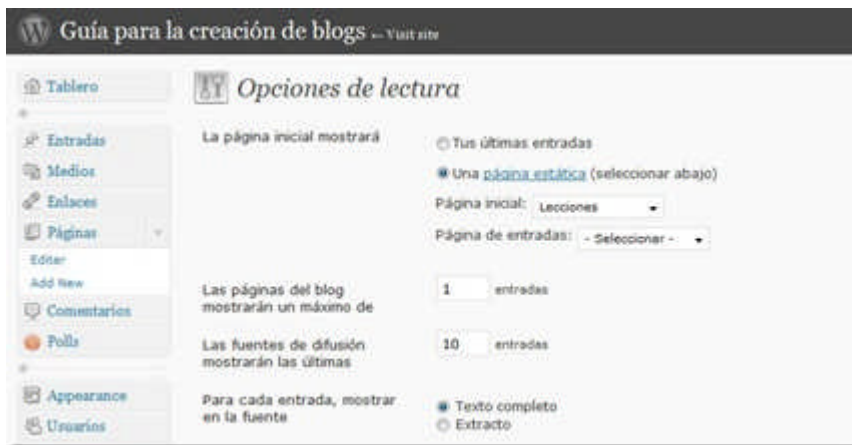 Guía para la creación de blogs ← Visit site
Tablero
Entradas
Medios
Enlaces
Páginas
Editar
Add New
Comentarios
Polls
Appearance
Usuarios
Opciones de lectura
La página inicial mostrará
Tus últimas entradas
Una página estática (seleccionar abajo)
Página inicial: Lecciones
Página de entradas: - Seleccionar -
Las páginas del blog
mostrarán un máximo de
1 entradas
Las fuentes de difusión
mostrarán las últimas
10 entradas
Para cada entrada, mostrar
en la fuente
Texto completo
Extracto